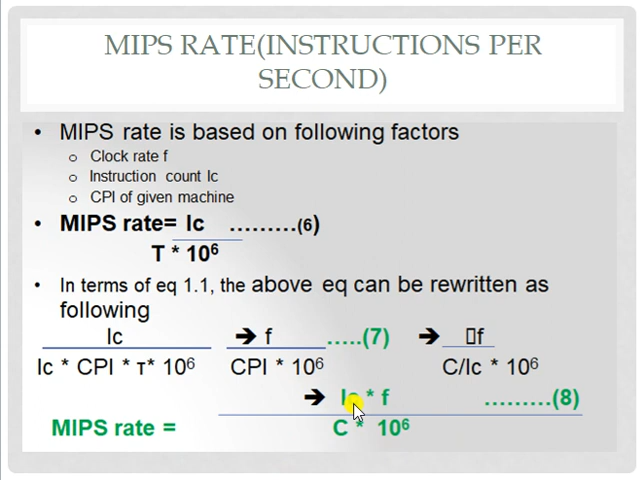 MIPS RATE(INSTRUCTIONS PER
SECOND)
• MIPS rate is based on following factors
o Clock rate f
o Instruction count Ic
o CPI of given machine
• MIPS rate= Ic ………(6)
T * 10⁶
• In terms of eq 1.1, the above eq can be rewritten as
following
Ic ➔ f …..(7) ➔ f
Ic * CPI * τ* 10⁶ CPI * 10⁶ C/Ic * 10⁶
➔ Ic * f ………(8)
MIPS rate = C * 10⁶